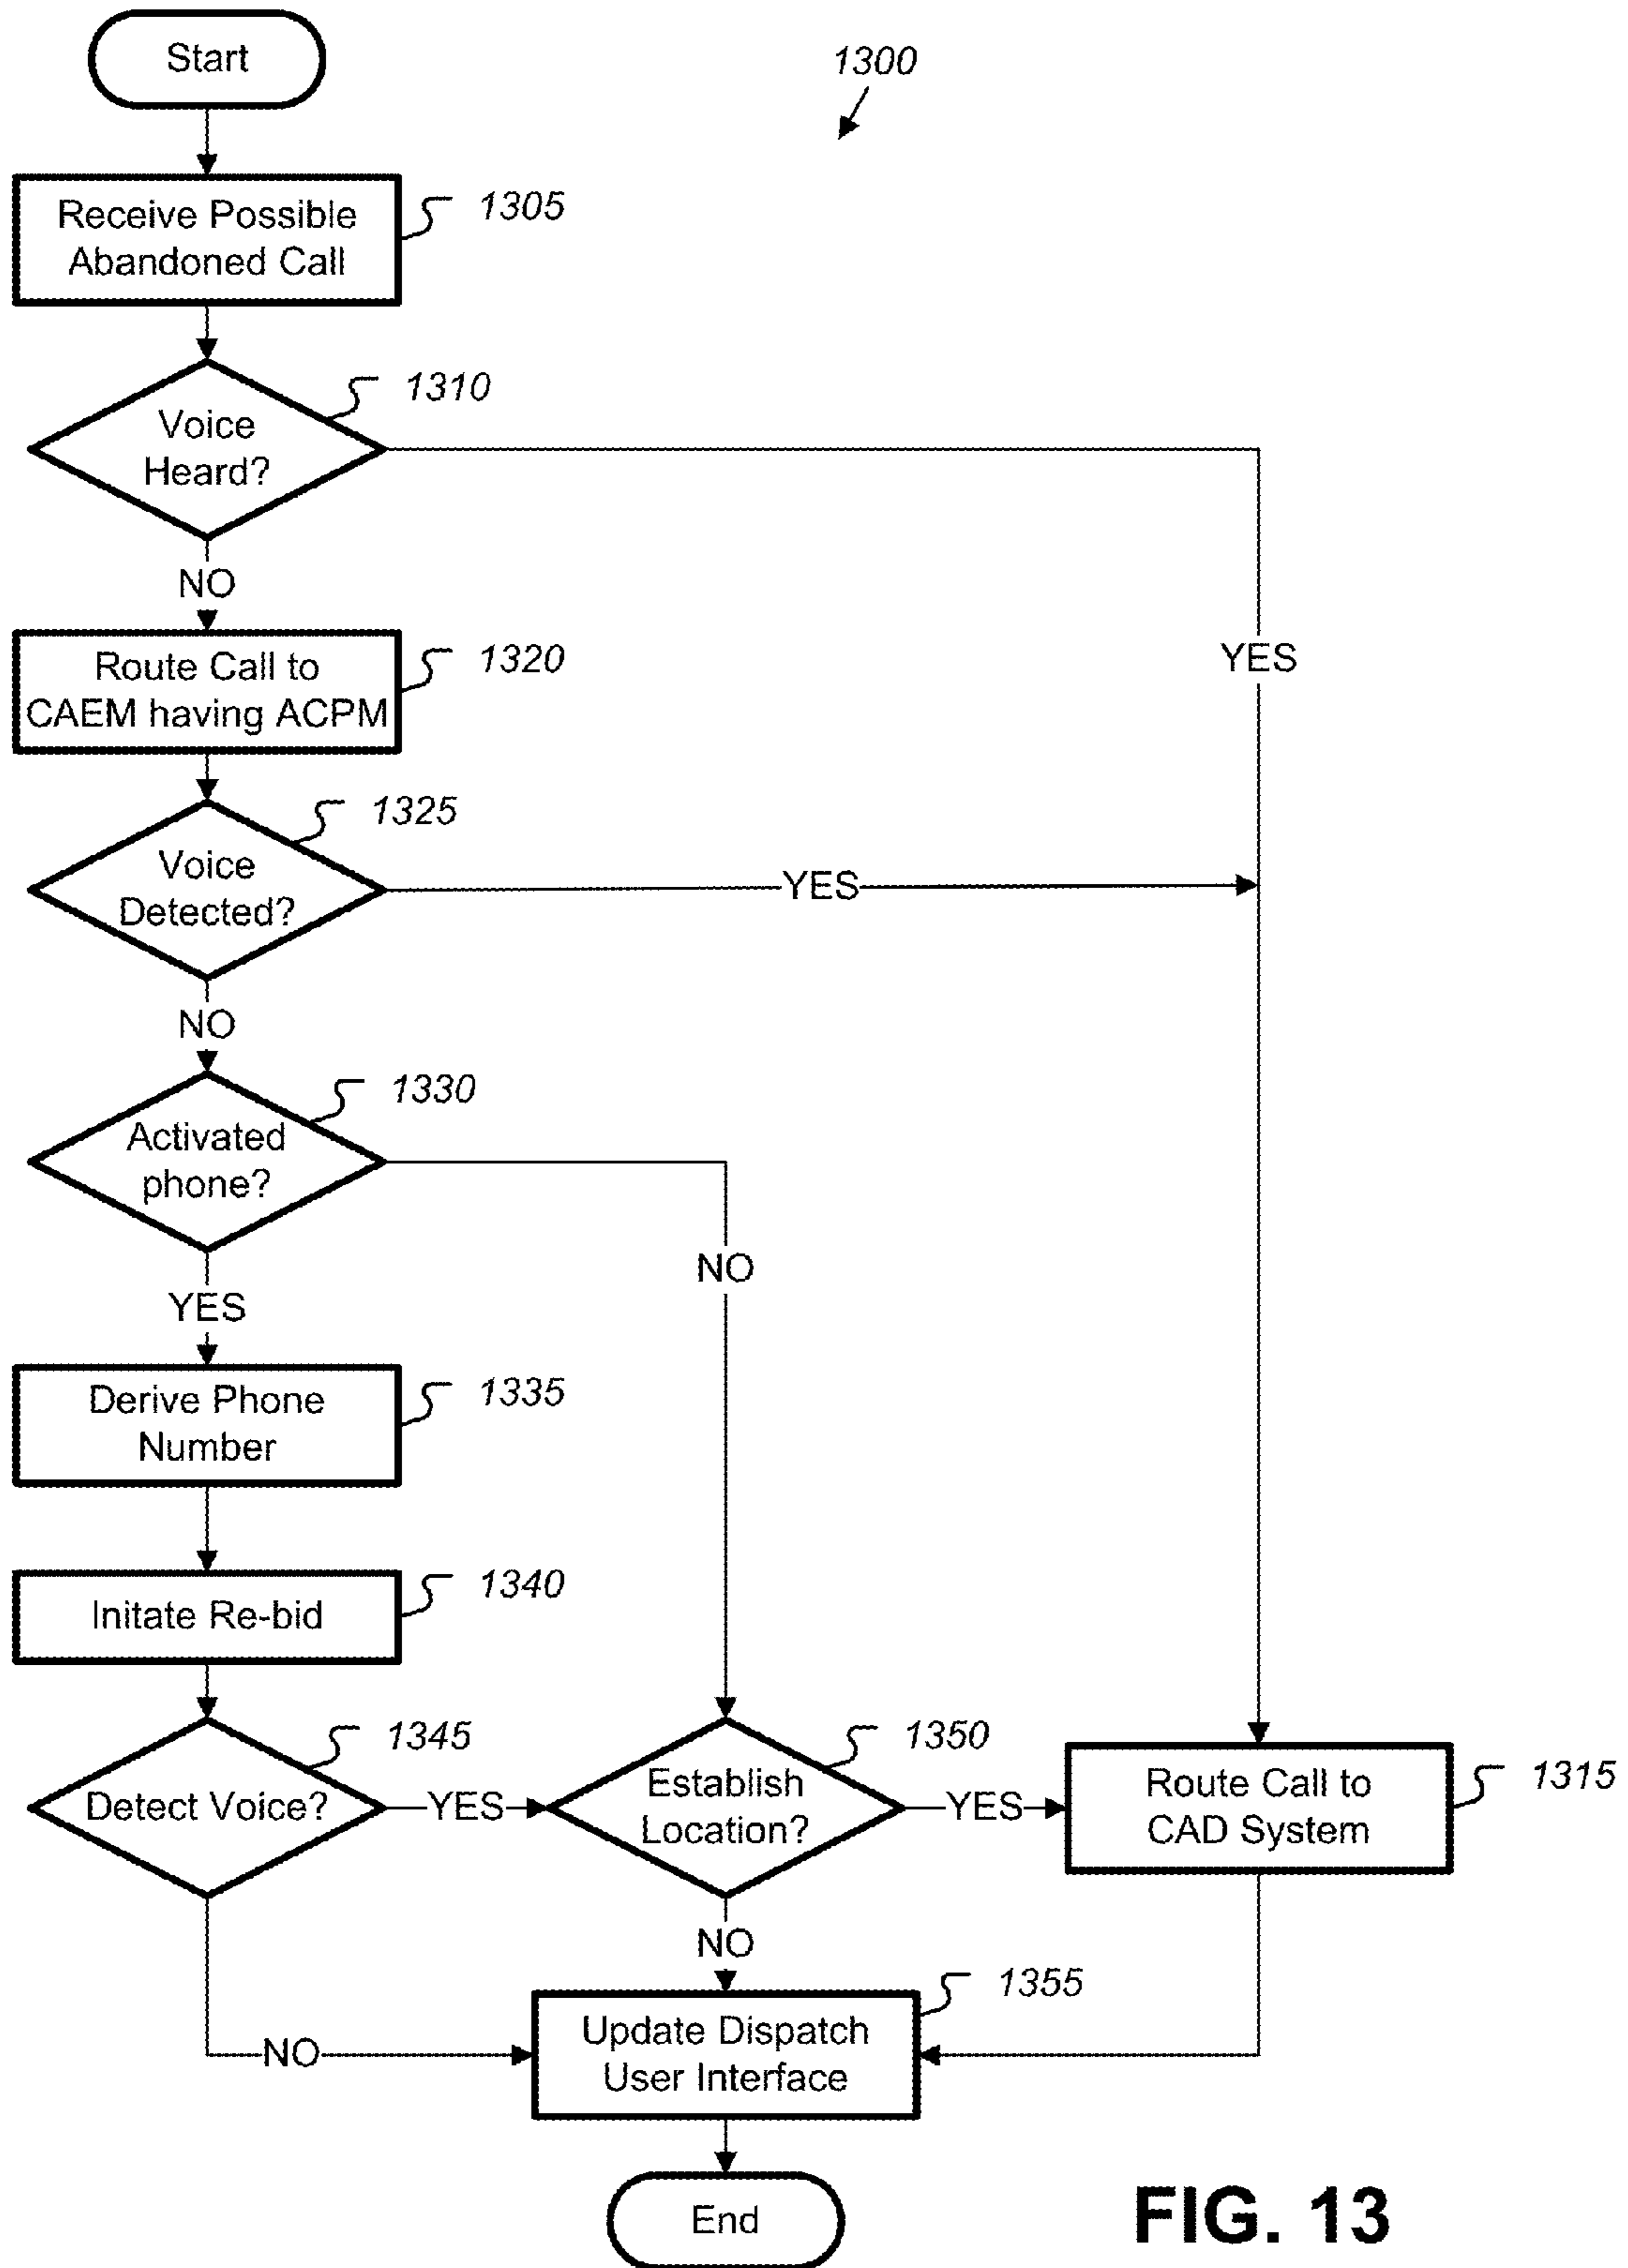 Start
1300
Receive Possible
Abandoned Call
1305
Voice
Heard?
1310
NO
YES
Route Call to
CAEM having ACPM
1320
Voice
Detected?
1325
YES
NO
Activated
phone?
1330
NO
YES
Derive Phone
Number
1335
Initate Re-bid
1340
Detect Voice?
1345
YES
Establish
Location?
1350
YES
Route Call to
CAD System
1315
NO
NO
Update Dispatch
User Interface
1355
End
FIG. 13